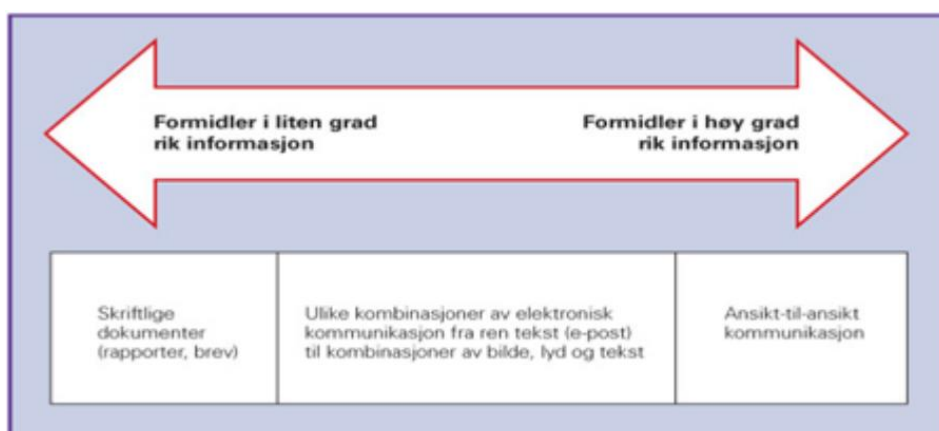 Formidler i liten grad
rik informasjon
Formidler i høy grad
rik informasjon
Skriftlige
dokumenter
(rapporter, brev)
Ulike kombinasjoner av elektronisk
kommunikasjon fra ren tekst (e-post)
til kombinasjoner av bilde, lyd og tekst
Ansikt-til-ansikt
kommunikasjon